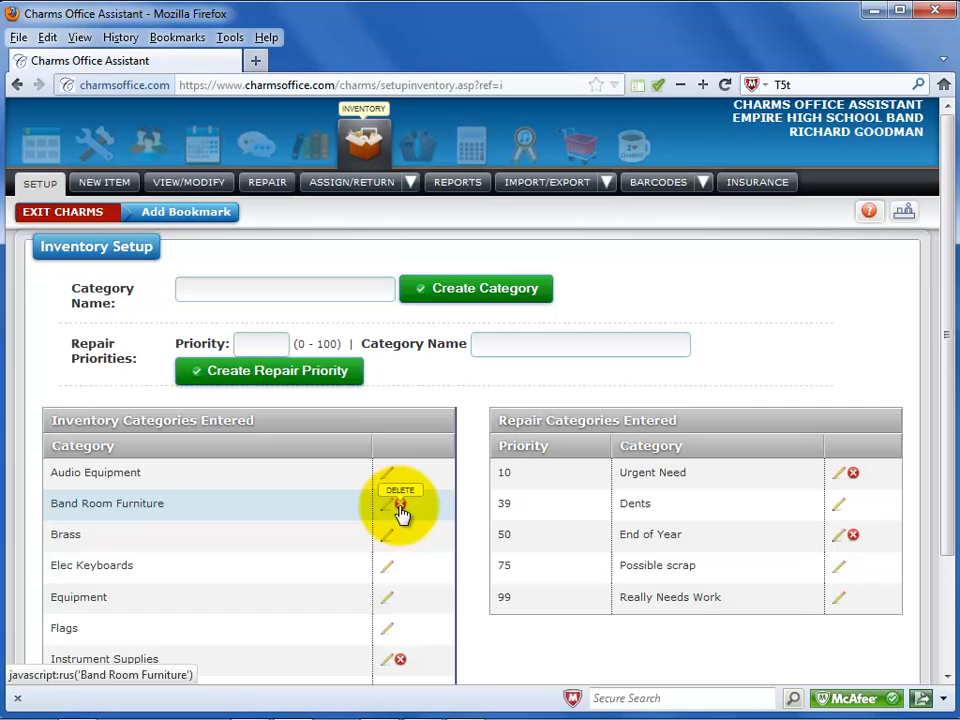 Charms Office Assistant - Mozilla Firefox
File Edit View History Bookmarks Tools Help
Charms Office Assistant
charmsoffice.com https://www.charmsoffice.com/charms/setupinventory.asp?ref=i T5t
INVENTORY
CHARMS OFFICE ASSISTANT
EMPIRE HIGH SCHOOL BAND
RICHARD GOODMAN
SETUP NEW ITEM VIEW/MODIFY REPAIR ASSIGN/RETURN REPORTS IMPORT/EXPORT BARCODES INSURANCE
EXIT CHARMS Add Bookmark
Inventory Setup
Category Name: Create Category
Repair Priorities: Priority: (0 - 100) | Category Name
Create Repair Priority
Inventory Categories Entered
Category
Audio Equipment
DELETE
Band Room Furniture
Brass
Elec Keyboards
Equipment
Flags
Instrument Supplies
Repair Categories Entered
Priority Category
10 Urgent Need
39 Dents
50 End of Year
75 Possible scrap
99 Really Needs Work
javascript:rus('Band Room Furniture')
Secure Search McAfee